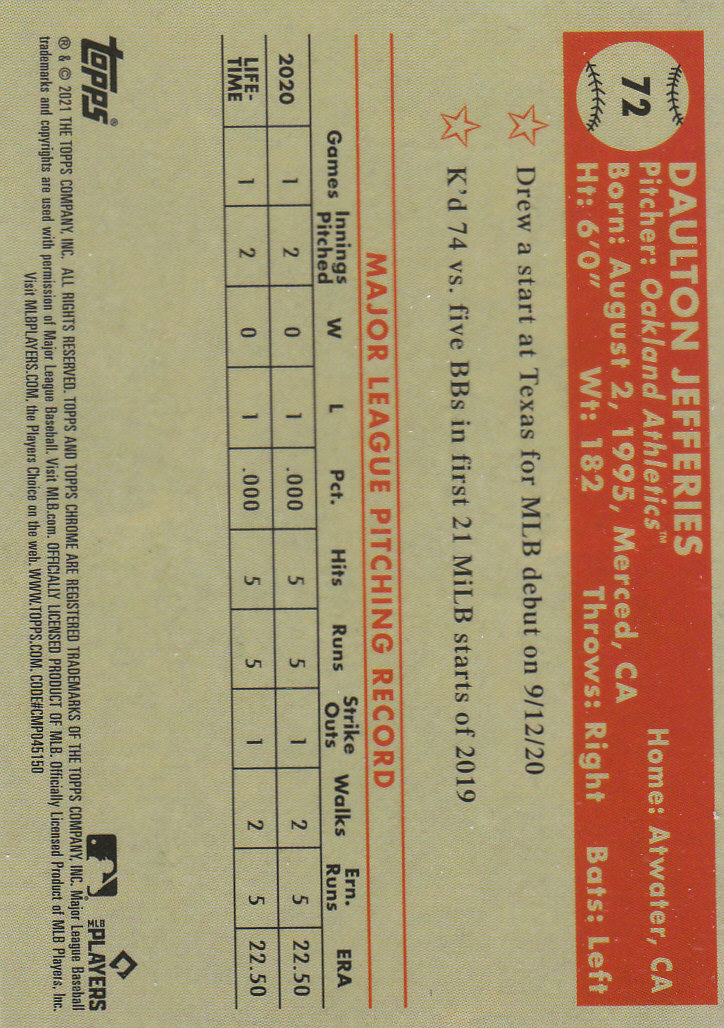 72
DAULTON JEFFERIES
Pitcher: Oakland Athletics™ Home: Atwater, CA
Born: August 2, 1995, Merced, CA
Ht: 6'0" Wt: 182 Throws: Right Bats: Left
Drew a start at Texas for MLB debut on 9/12/20
K'd 74 vs. five BBs in first 21 MiLB starts of 2019
MAJOR LEAGUE PITCHING RECORD
Games Innings Pitched W L Pct. Hits Runs Strike Outs Walks Ern. Runs ERA
2020 1 2 0 1 .000 5 5 1 2 5 22.50
LIFE-TIME 1 2 0 1 .000 5 5 1 2 5 22.50
topps®
MLB PLAYERS
® & © 2021 THE TOPPS COMPANY, INC. ALL RIGHTS RESERVED. TOPPS AND TOPPS CHROME ARE REGISTERED TRADEMARKS OF THE TOPPS COMPANY, INC. Major League Baseball
trademarks and copyrights are used with permission of Major League Baseball. Visit MLB.com. OFFICIALLY LICENSED PRODUCT OF MLB. Officially Licensed Product of MLB Players, Inc.
Visit MLBPLAYERS.COM, the Players Choice on the web. WWW.TOPPS.COM. CODE#CMP045150